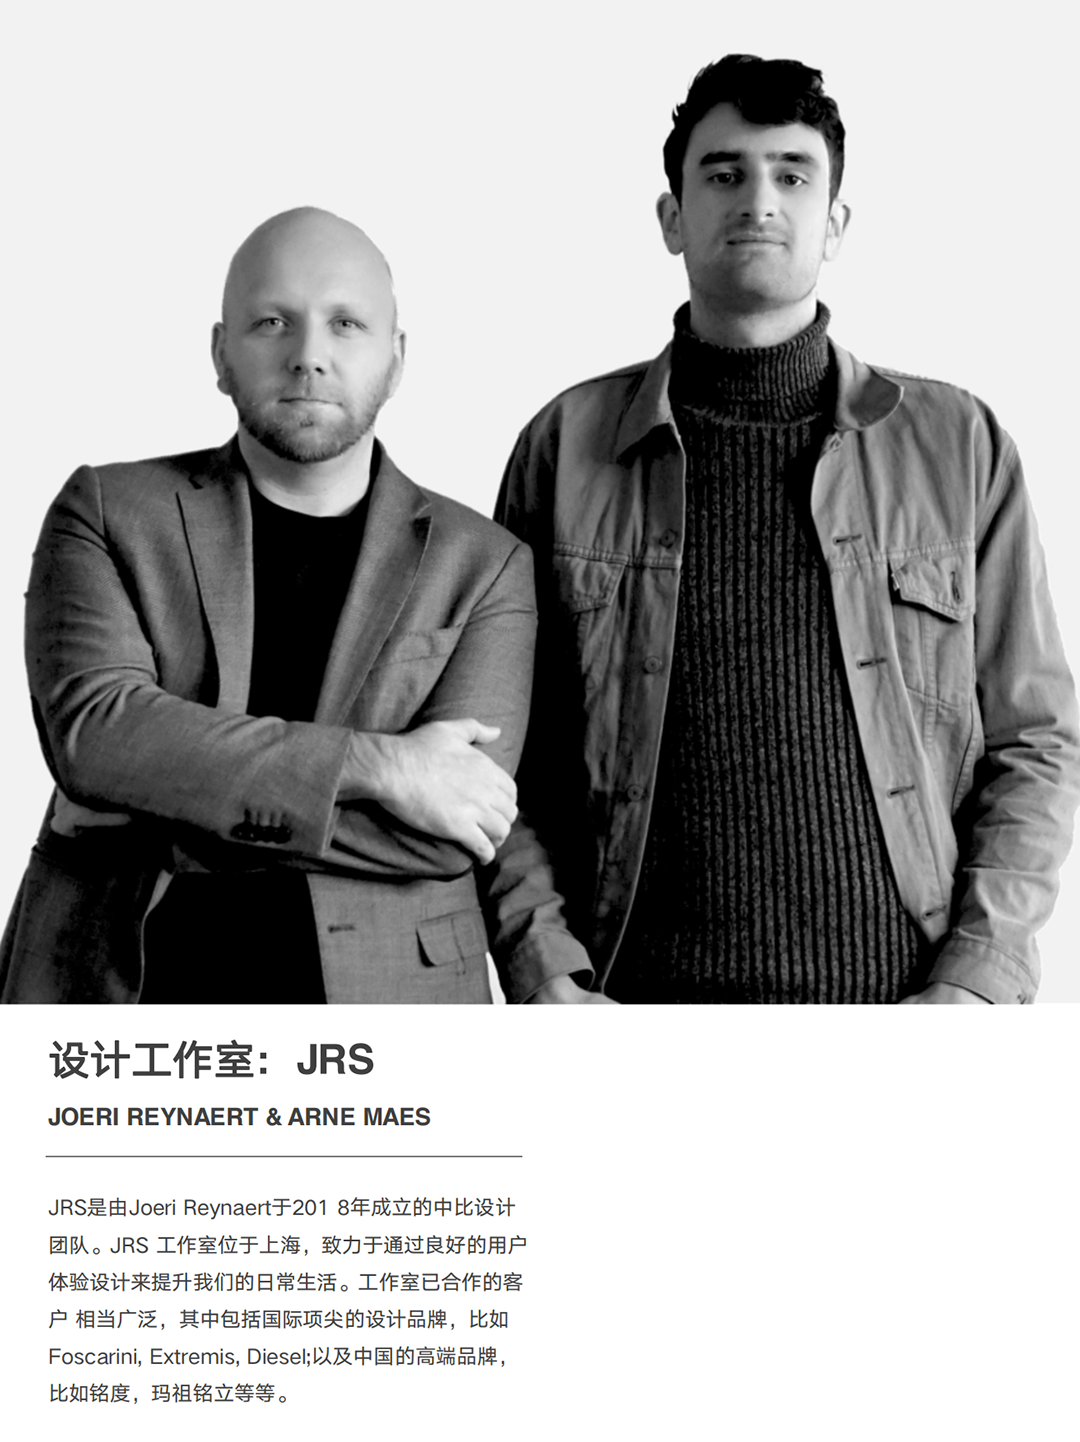 设计工作室：JRS
JOERI REYNAERT & ARNE MAES
JRS是由Joeri Reynaert于201 8年成立的中比设计
团队。JRS 工作室位于上海，致力于通过良好的用户
体验设计来提升我们的日常生活。工作室已合作的客
户 相当广泛，其中包括国际项尖的设计品牌，比如
Foscarini, Extremis, Diesel;以及中国的高端品牌，
比如铭度，玛祖铭立等等。